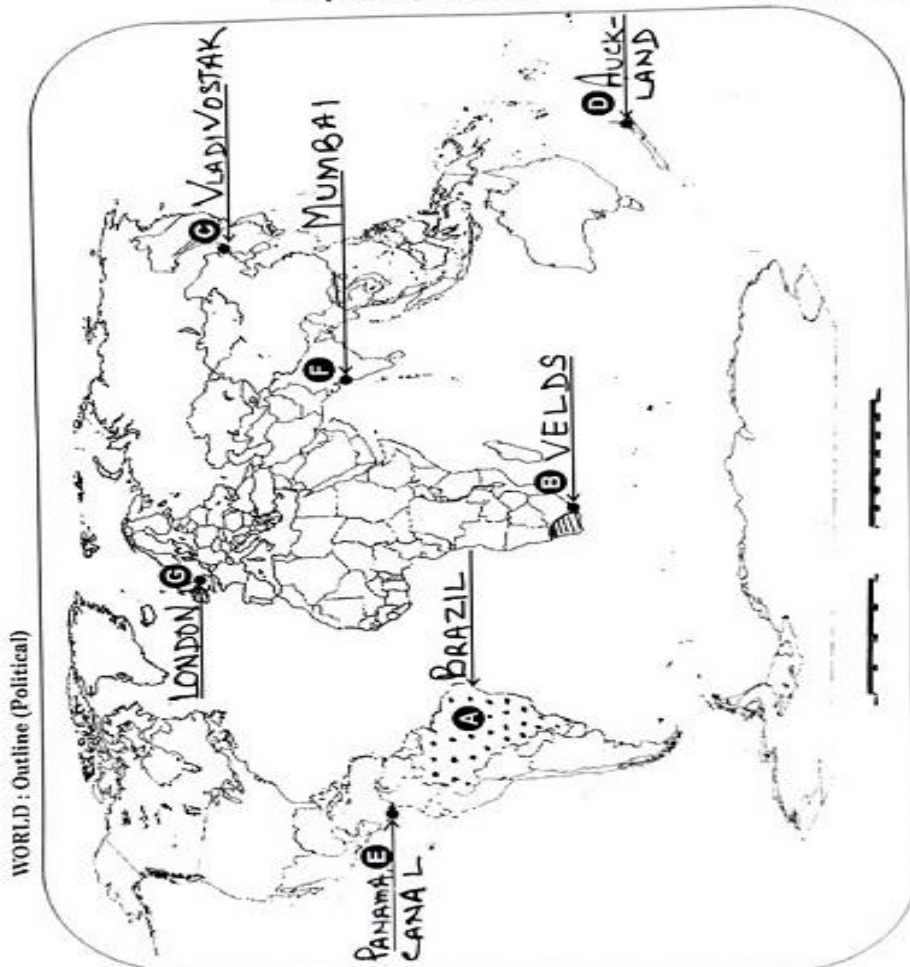 WORLD : Outline (Political)
C VLADIVOSTAK
D AUCK-
LAND
F MUMBAI
G LONDON
B VELDS
BRAZIL
A
PANAMA E
CANAL